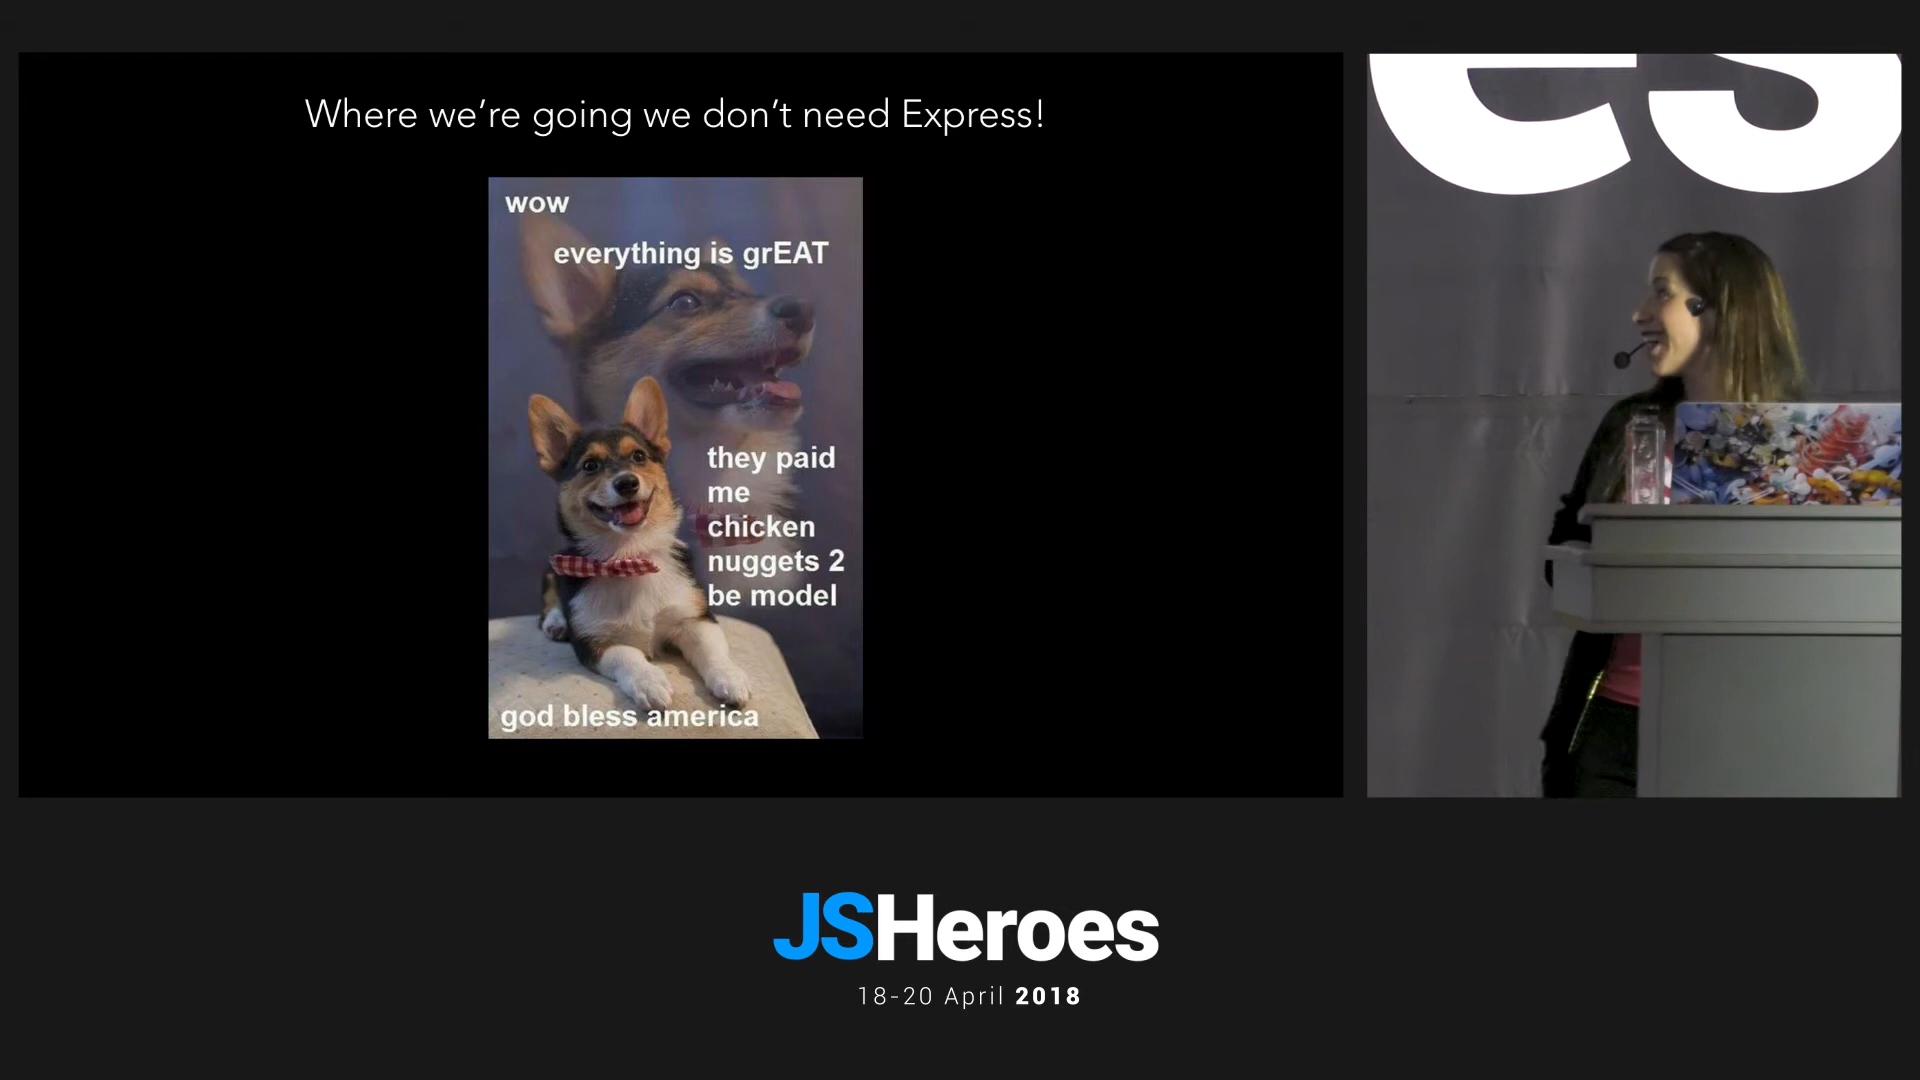 Where we're going we don't need Express!
wow
everything is grEAT
they paid
me
chicken
nuggets 2
be model
god bless america
es
JSHeroes
18-20 April 2018